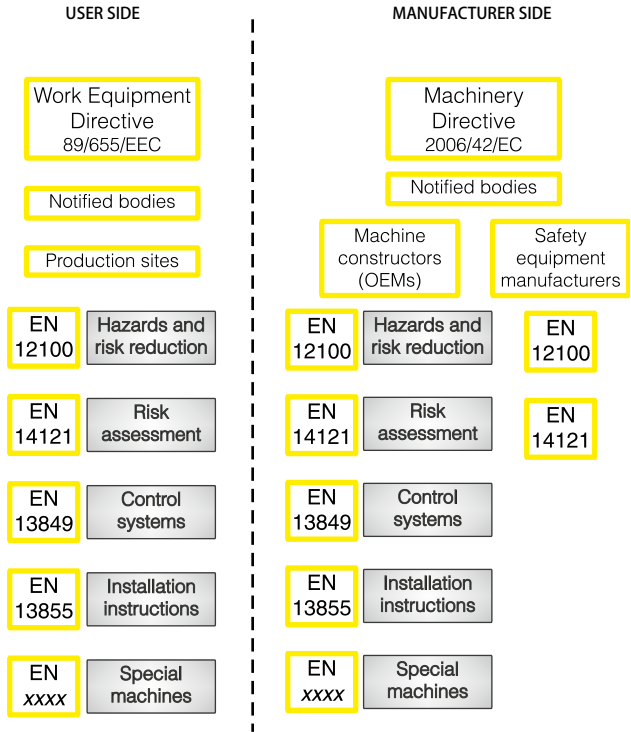 USER SIDE
Work Equipment
Directive
89/655/EEC
Notified bodies
Production sites
EN
12100
Hazards and
risk reduction
EN
14121
Risk
assessment
EN
13849
Control
systems
EN
13855
Installation
instructions
EN
xxxx
Special
machines
MANUFACTURER SIDE
Machinery
Directive
2006/42/EC
Notified bodies
Machine
constructors
(OEMs)
Safety
equipment
manufacturers
EN
12100
Hazards and
risk reduction
EN
12100
EN
14121
Risk
assessment
EN
14121
EN
13849
Control
systems
EN
13855
Installation
instructions
EN
xxxx
Special
machines